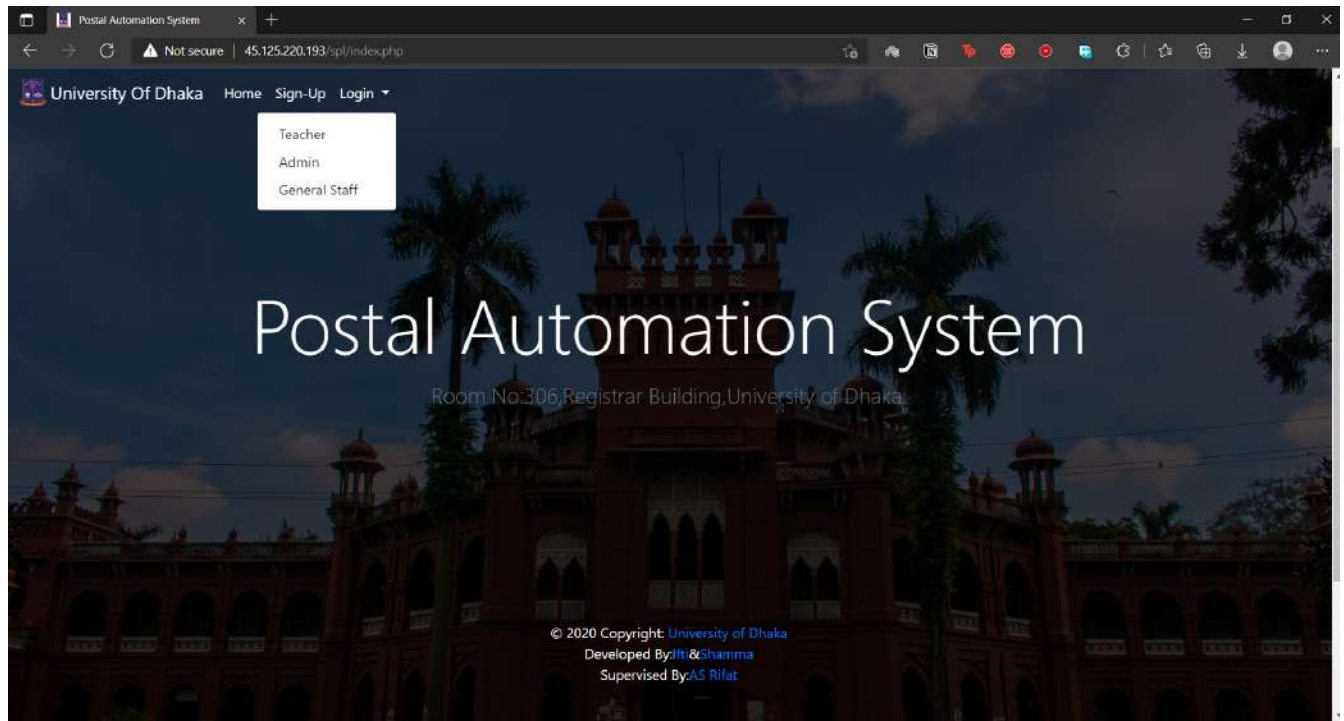 Postal Automation System
Not secure | 45.125.220.193/spl/index.php
University Of Dhaka Home Sign-Up Login
Teacher
Admin
General Staff
Postal Automation System
Room No:306,Registrar Building,University of Dhaka
© 2020 Copyright: University of Dhaka
Developed By:Ifti&Shamma
Supervised By:AS Rifat